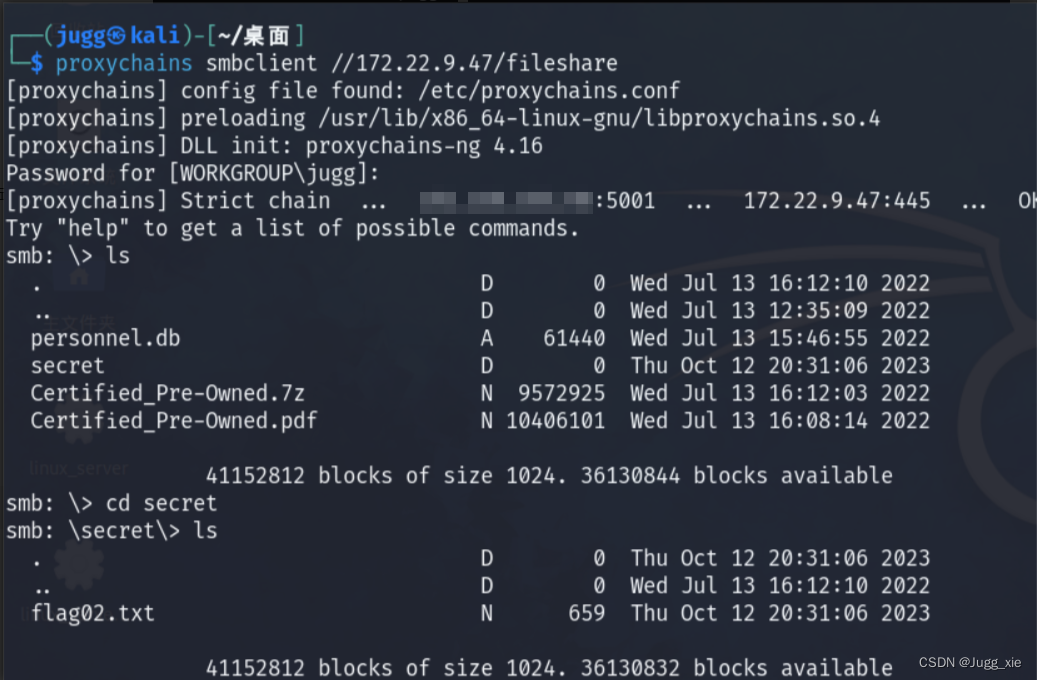 ┌──(jugg㉿kali)-[~/桌面]
└─$ proxychains smbclient //172.22.9.47/fileshare
[proxychains] config file found: /etc/proxychains.conf
[proxychains] preloading /usr/lib/x86_64-linux-gnu/libproxychains.so.4
[proxychains] DLL init: proxychains-ng 4.16
Password for [WORKGROUP\jugg]:
[proxychains] Strict chain  ...  :5001  ...  172.22.9.47:445  ...  OK
Try "help" to get a list of possible commands.
smb: \> ls
  .                                   D        0  Wed Jul 13 16:12:10 2022
  ..                                  D        0  Wed Jul 13 12:35:09 2022
  personnel.db                        A    61440  Wed Jul 13 15:46:55 2022
  secret                              D        0  Thu Oct 12 20:31:06 2023
  Certified_Pre-Owned.7z              N  9572925  Wed Jul 13 16:12:03 2022
  Certified_Pre-Owned.pdf             N 10406101  Wed Jul 13 16:08:14 2022
linux_server
                41152812 blocks of size 1024. 36130844 blocks available
smb: \> cd secret
smb: \secret\> ls
  .                                   D        0  Thu Oct 12 20:31:06 2023
  ..                                  D        0  Wed Jul 13 16:12:10 2022
  flag02.txt                          N      659  Thu Oct 12 20:31:06 2023
                41152812 blocks of size 1024. 36130832 blocks available
CSDN @Jugg_xie